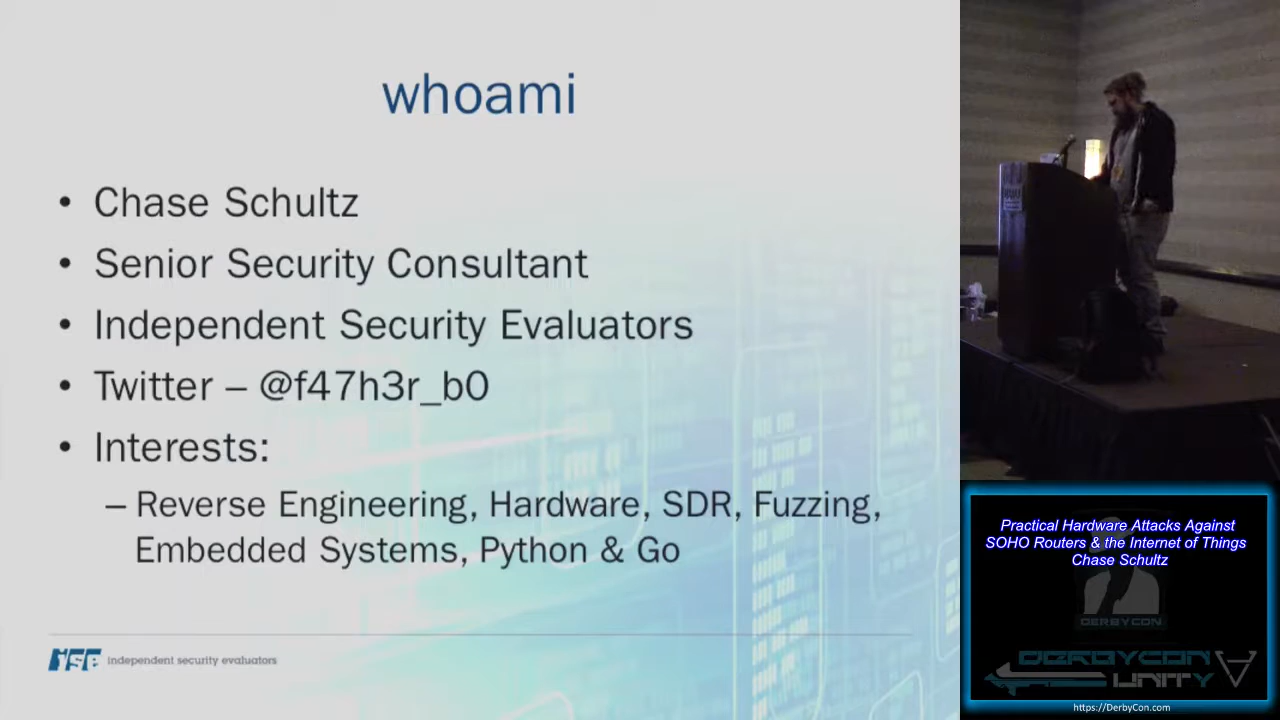 whoami
• Chase Schultz
• Senior Security Consultant
• Independent Security Evaluators
• Twitter – @f47h3r_b0
• Interests:
– Reverse Engineering, Hardware, SDR, Fuzzing,
Embedded Systems, Python & Go
ise independent security evaluators
Practical Hardware Attacks Against
SOHO Routers & the Internet of Things
Chase Schultz
DERBYCON
DERBYCON
UNITY
https://DerbyCon.com